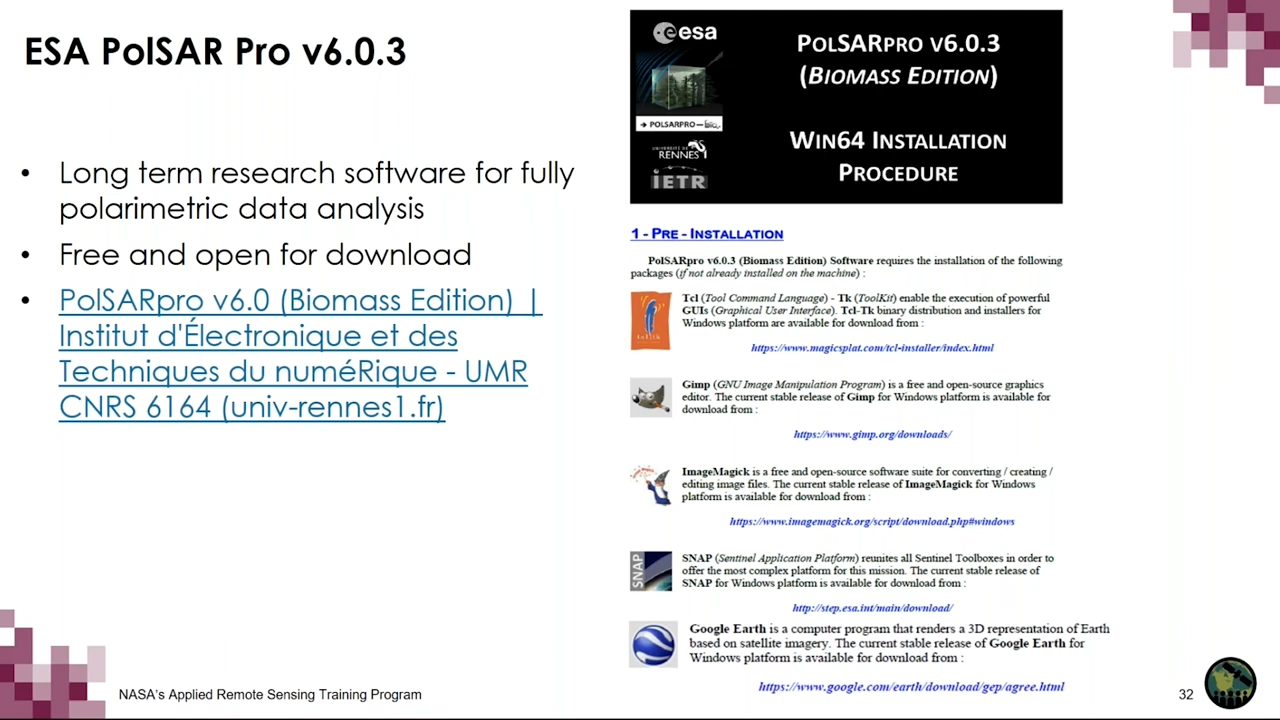 ESA PolSAR Pro v6.0.3
• Long term research software for fully
polarimetric data analysis
• Free and open for download
• PolSARpro v6.0 (Biomass Edition) |
Institut d'Électronique et des
Techniques du numéRique - UMR
CNRS 6164 (univ-rennes1.fr)
esa
POLSARPRO V6.0.3
(BIOMASS EDITION)
WIN64 INSTALLATION
PROCEDURE
➔ POLSARPRO—Bio
UNIVERSITÉ DE
RENNES 1
IETR
1 - PRE - INSTALLATION
PolSARpro v6.0.3 (Biomass Edition) Software requires the installation of the following
packages (if not already installed on the machine) :
Tcl (Tool Command Language) - Tk (ToolKit) enable the execution of powerful
GUIs (Graphical User Interface). Tcl-Tk binary distribution and installers for
Windows platform are available for download from :
https://www.magicsplat.com/tcl-installer/index.html
Gimp (GNU Image Manipulation Program) is a free and open-source graphics
editor. The current stable release of Gimp for Windows platform is available for
download from :
https://www.gimp.org/downloads/
ImageMagick is a free and open-source software suite for converting / creating /
editing image files. The current stable release of ImageMagick for Windows
platform is available for download from :
https://www.imagemagick.org/script/download.php#windows
SNAP
SNAP (Sentinel Application Platform) reunites all Sentinel Toolboxes in order to
offer the most complex platform for this mission. The current stable release of
SNAP for Windows platform is available for download from :
http://step.esa.int/main/download/
Google Earth is a computer program that renders a 3D representation of Earth
based on satellite imagery. The current stable release of Google Earth for
Windows platform is available for download from :
https://www.google.com/earth/download/gep/agree.html
NASA's Applied Remote Sensing Training Program
32